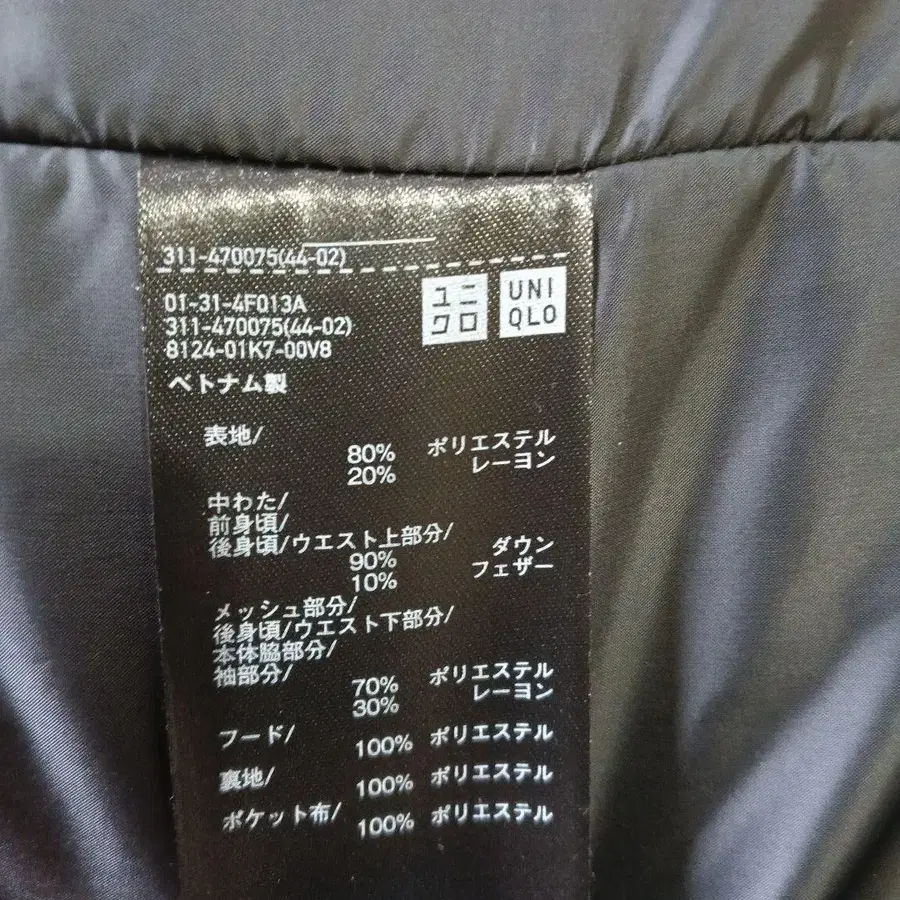 311-470075(44-02)
01-31-4F013A
311-470075(44-02)
8124-01K7-00V8
ユニ
クロ
UNI
QLO
ベトナム製
表地/
80% ポリエステル
20% レーヨン
中わた/
前身頃/
後身頃/ウエスト上部分/
90% ダウン
10% フェザー
メッシュ部分/
後身頃/ウエスト下部分/
本体脇部分/
袖部分/
70% ポリエステル
30% レーヨン
フード/
100% ポリエステル
裏地/
100% ポリエステル
ポケット布/
100% ポリエステル